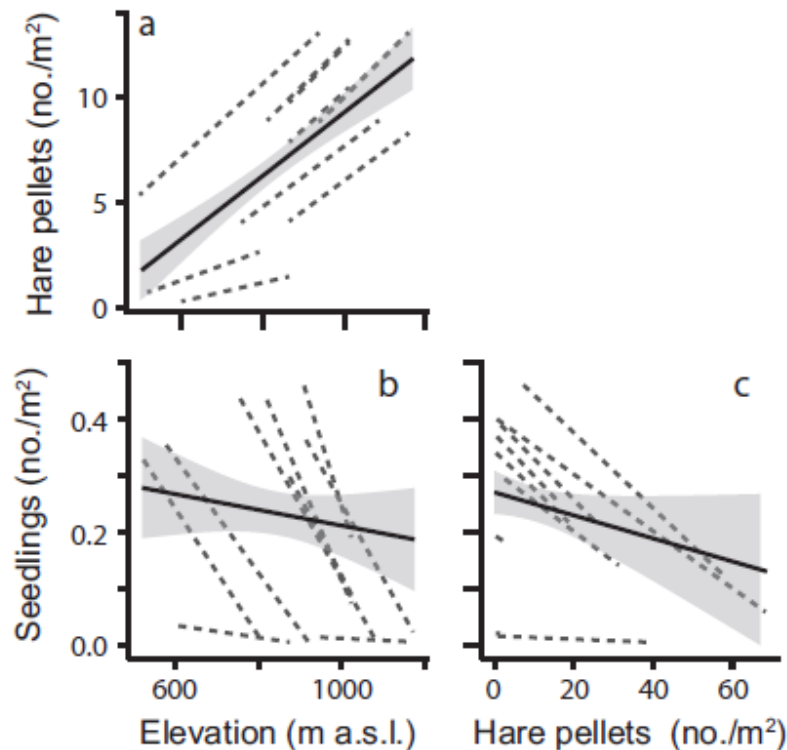 a
Hare pellets (no./m²)
10
5
0
b
c
Seedlings (no./m²)
0.4
0.2
0.0
600
1000
0
20
40
60
Elevation (m a.s.l.)
Hare pellets (no./m²)